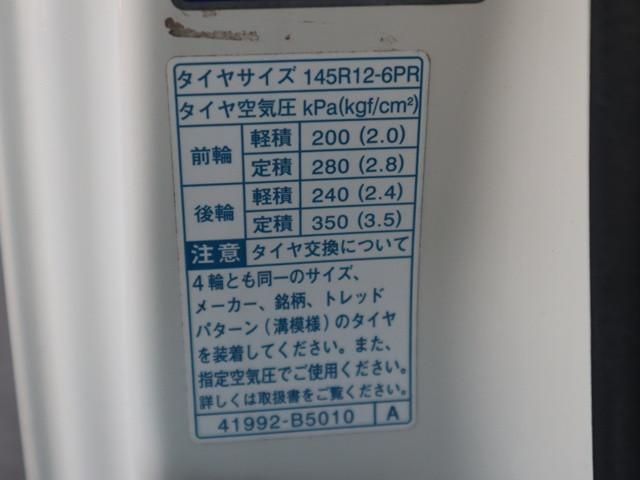 タイヤサイズ 145R12-6PR
タイヤ空気圧 kPa(kgf/cm²)
前輪 軽積 200 (2.0)
定積 280 (2.8)
後輪 軽積 240 (2.4)
定積 350 (3.5)
注意 タイヤ交換について
4輪とも同一のサイズ、
メーカー、銘柄、トレッド
パターン(溝模様)のタイヤ
を装着してください。また、
指定空気圧でご使用ください。
詳しくは取扱書をご覧ください。
41992-B5010 A